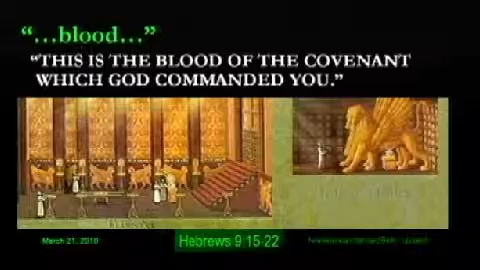 “...blood...”
“THIS IS THE BLOOD OF THE COVENANT
WHICH GOD COMMANDED YOU.”
March 21, 2010
Hebrews 9:15-22